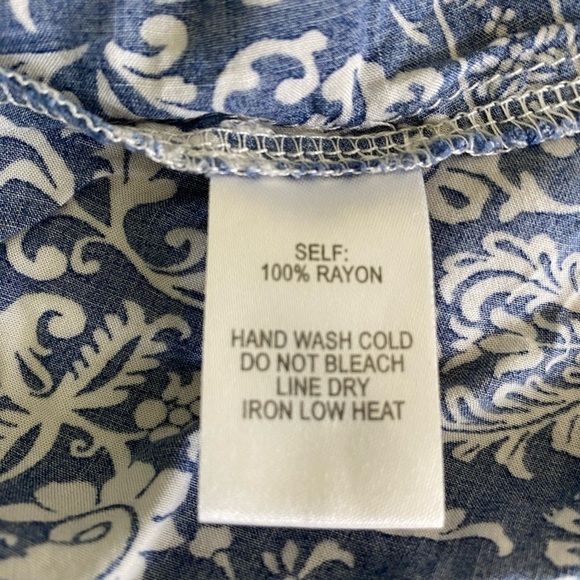 SELF:
100% RAYON
HAND WASH COLD
DO NOT BLEACH
LINE DRY
IRON LOW HEAT